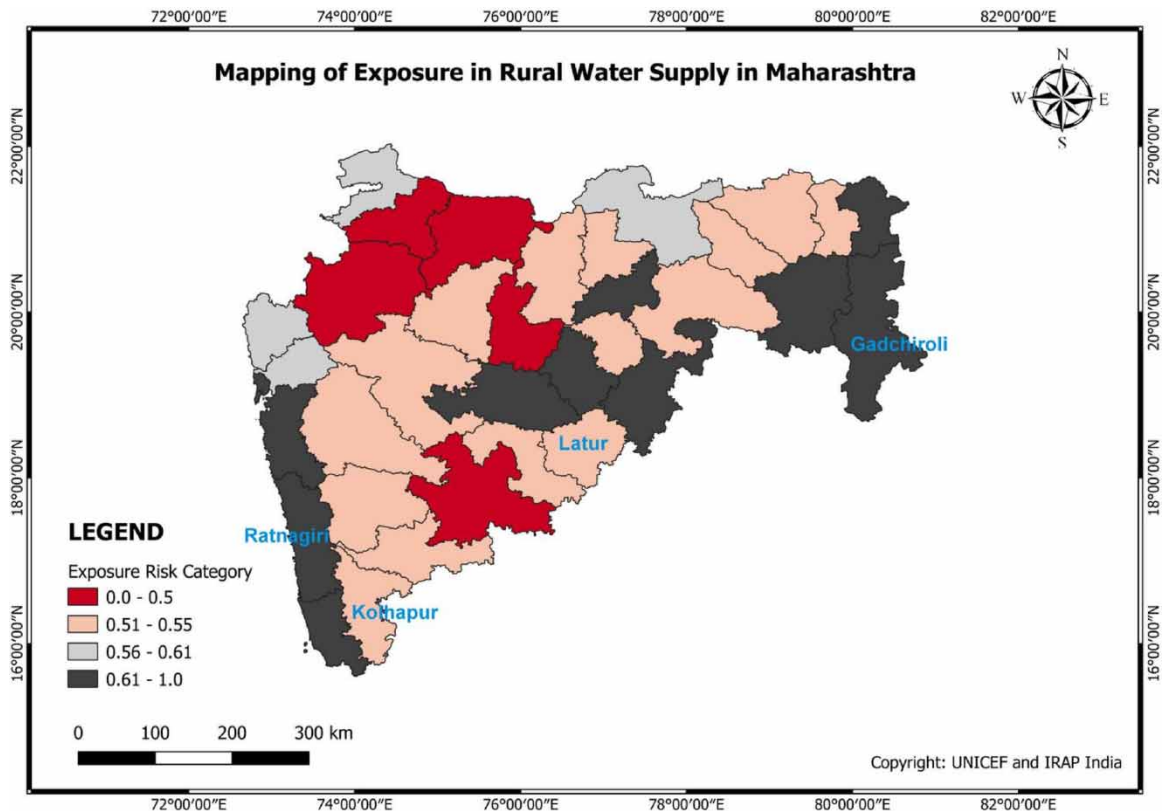 72°00'00"E 74°00'00"E 76°00'00"E 78°00'00"E 80°00'00"E 82°00'00"E
Mapping of Exposure in Rural Water Supply in Maharashtra
N
W E
S
22°00'00"N 22°00'00"N
20°00'00"N 20°00'00"N
Gadchiroli
Latur
18°00'00"N 18°00'00"N
LEGEND
Ratnagiri
Exposure Risk Category
0.0 - 0.5
0.51 - 0.55
Kolhapur
0.56 - 0.61
16°00'00"N 16°00'00"N
0.61 - 1.0
0 100 200 300 km
Copyright: UNICEF and IRAP India
72°00'00"E 74°00'00"E 76°00'00"E 78°00'00"E 80°00'00"E 82°00'00"E